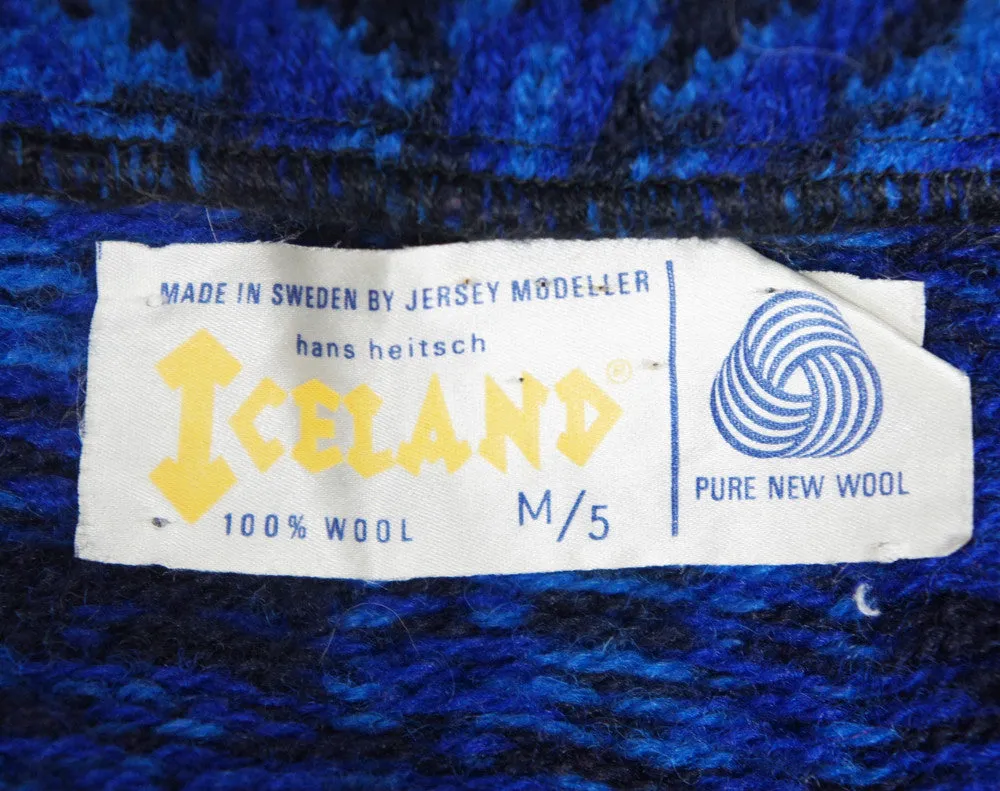 MADE IN SWEDEN BY JERSEY MODELLER
hans heitsch
ICELAND®
100% WOOL
M/5
PURE NEW WOOL